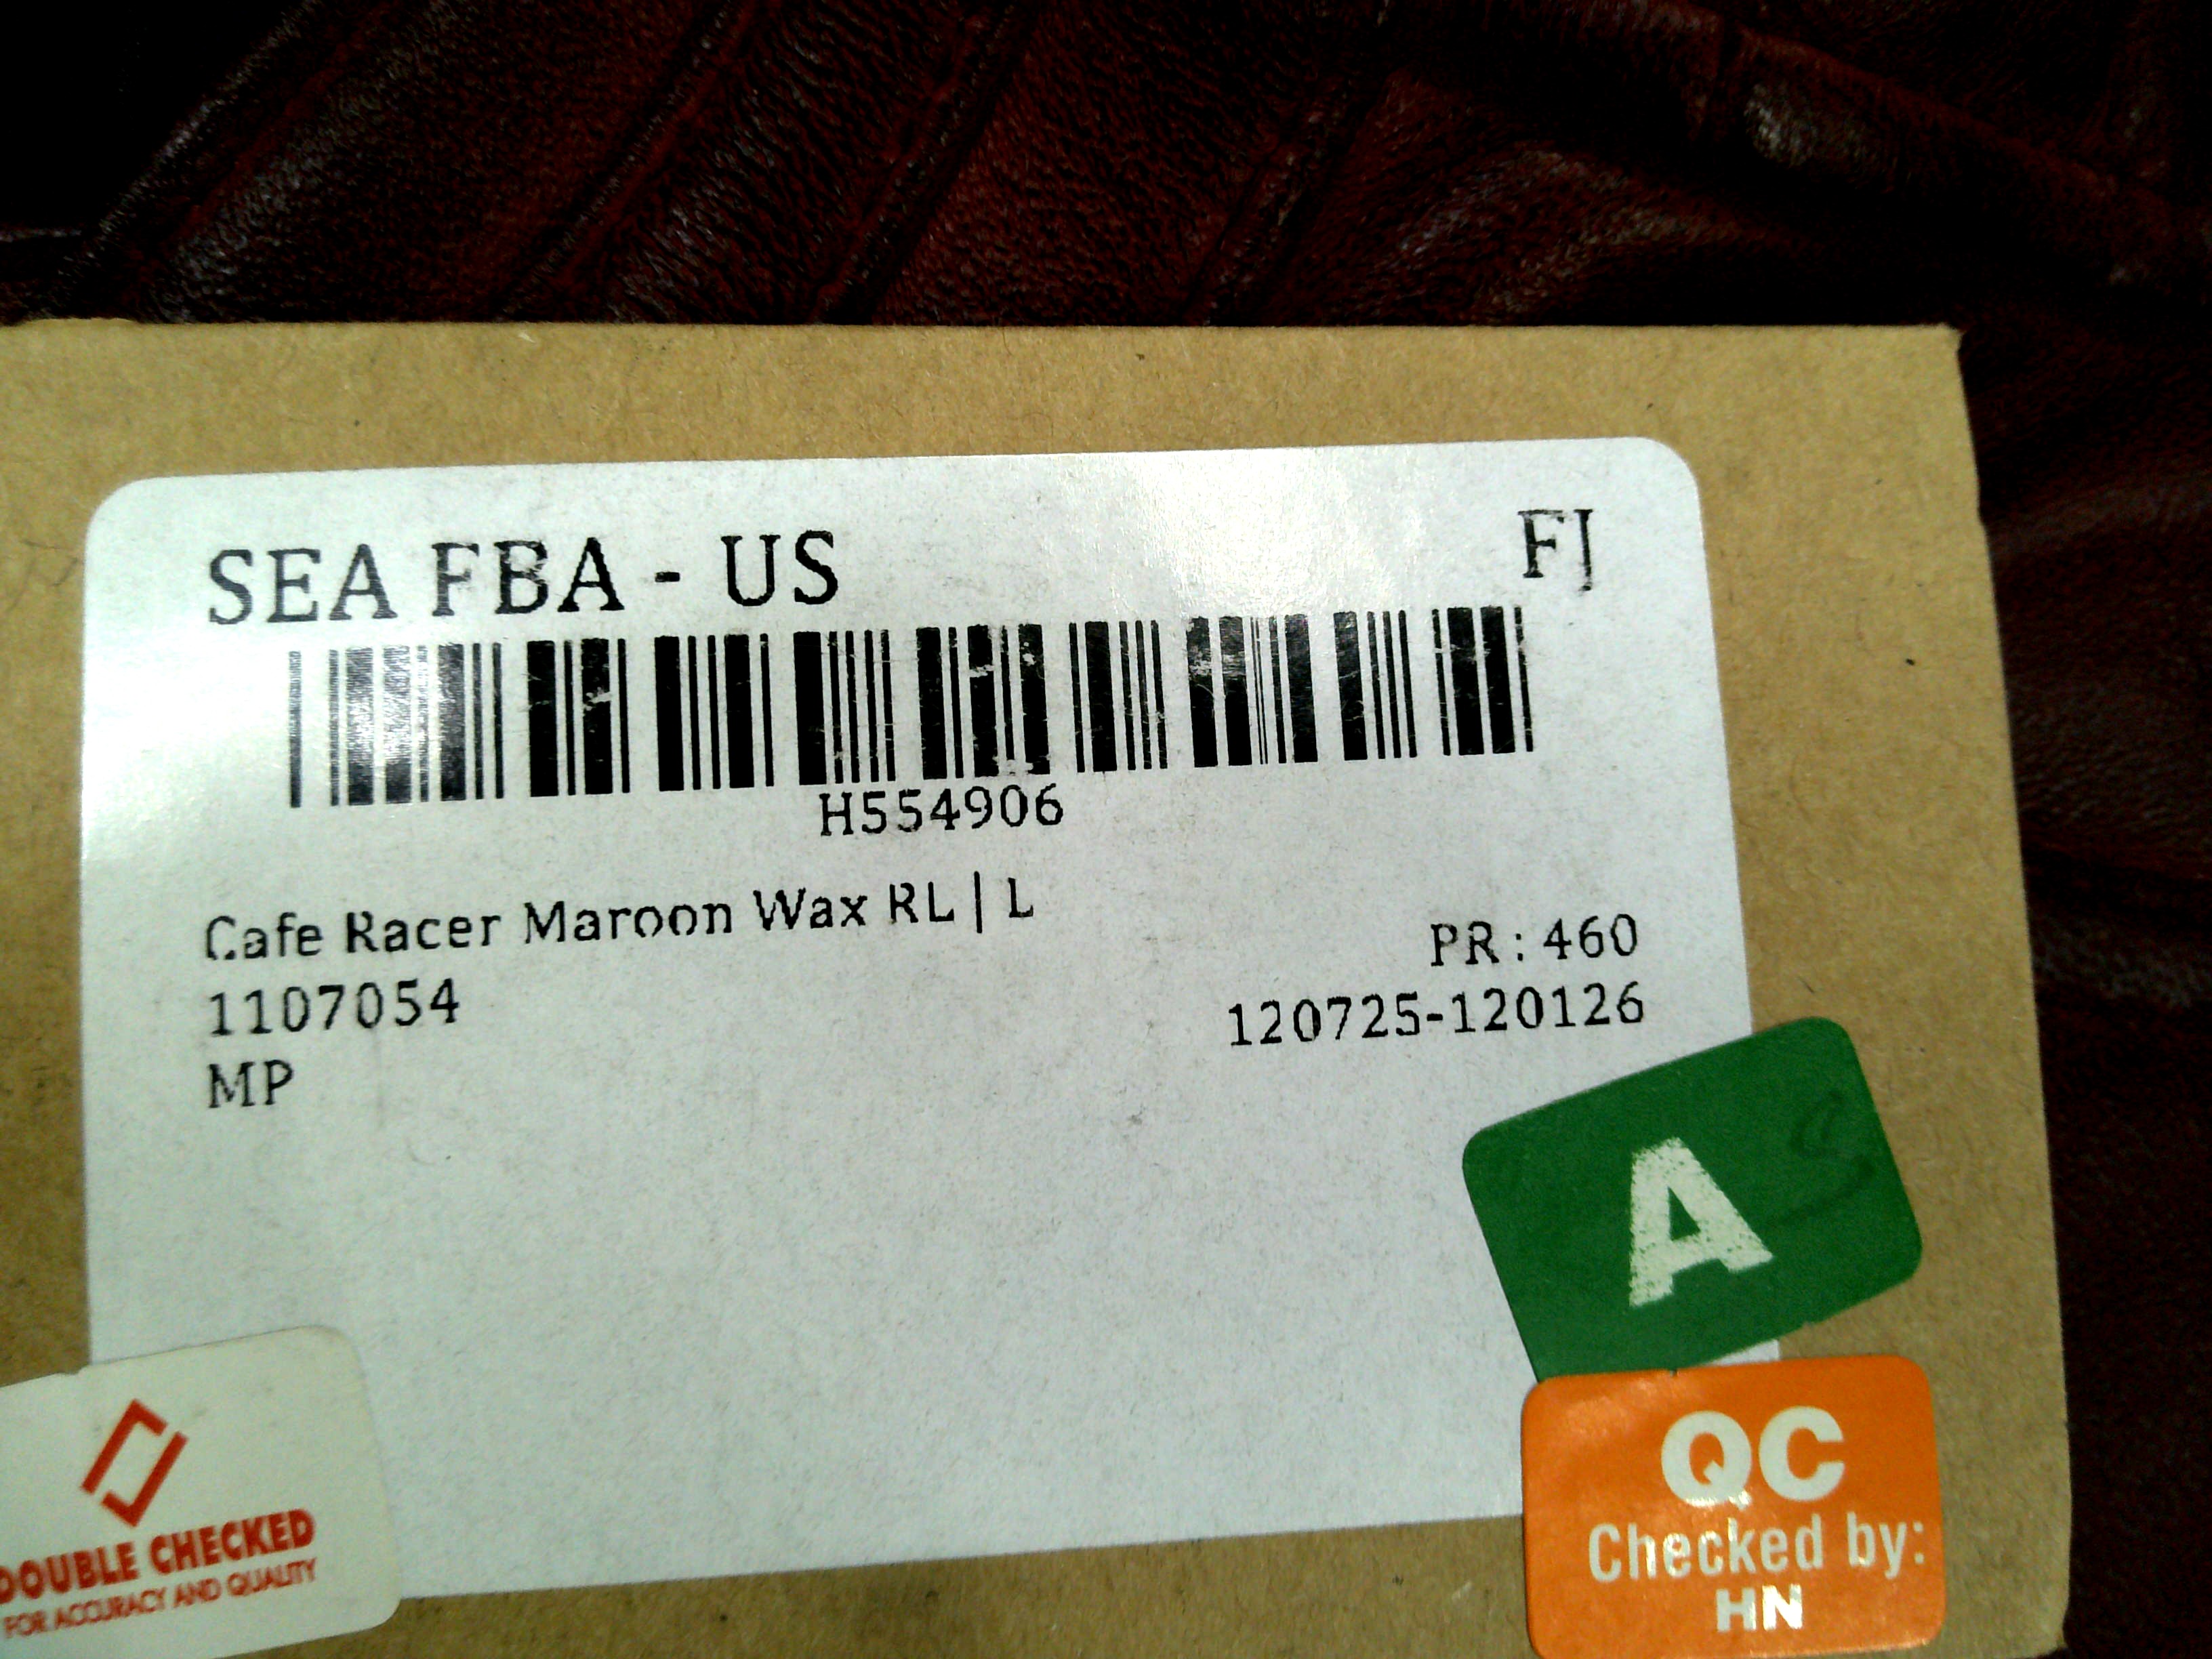 SEA FBA - US
FJ
H554906
Cafe Racer Maroon Wax RL | L
PR : 460
1107054
120725-120126
MP
A
QC
Checked by:
HN
DOUBLE CHECKED
FOR ACCURACY AND QUALITY